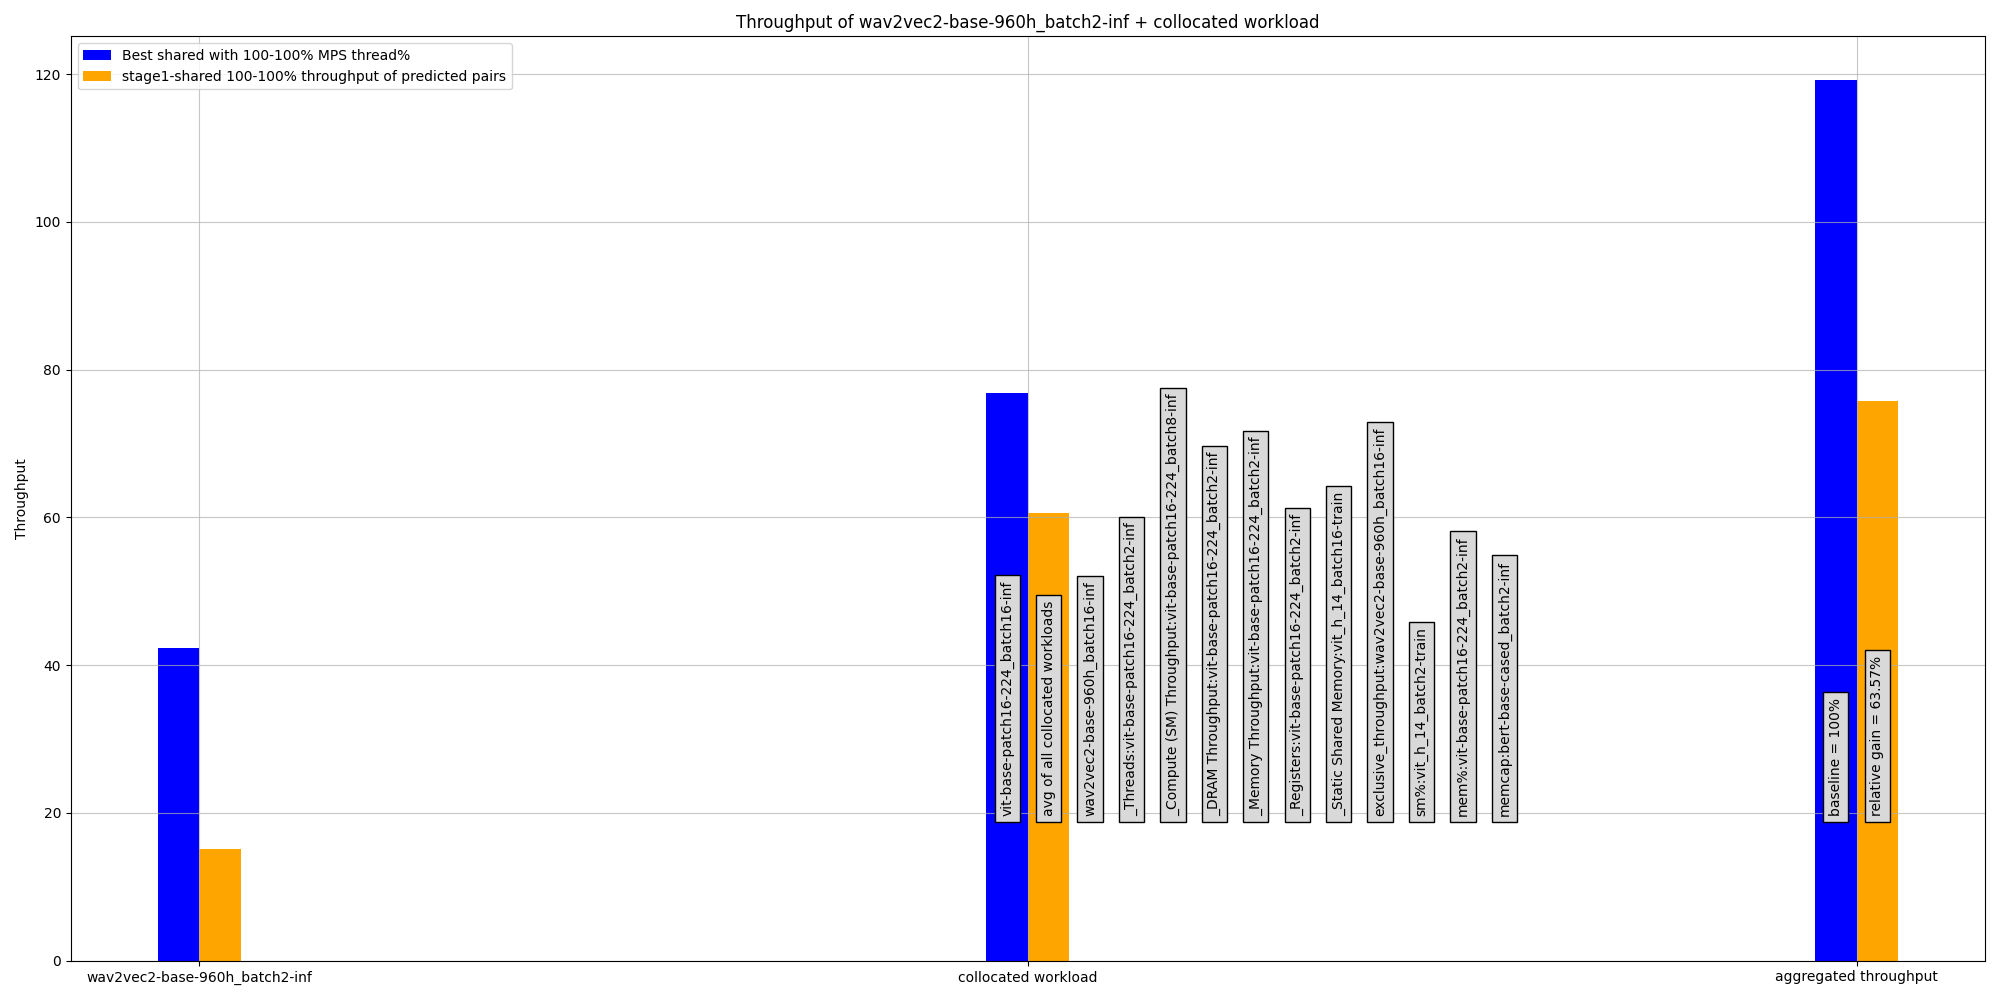 Throughput of wav2vec2-base-960h_batch2-inf + collocated workload
Best shared with 100-100% MPS thread%
stage1-shared 100-100% throughput of predicted pairs
Throughput
120
100
80
60
40
20
0
vit-base-patch16-224_batch16-inf
avg of all collocated workloads
wav2vec2-base-960h_batch16-inf
_Threads:vit-base-patch16-224_batch2-inf
_Compute (SM) Throughput:vit-base-patch16-224_batch8-inf
_DRAM Throughput:vit-base-patch16-224_batch2-inf
_Memory Throughput:vit-base-patch16-224_batch2-inf
_Registers:vit-base-patch16-224_batch2-inf
_Static Shared Memory:vit_h_14_batch16-train
exclusive_throughput:wav2vec2-base-960h_batch16-inf
sm%:vit_h_14_batch2-train
mem%:vit-base-patch16-224_batch2-inf
memcap:bert-base-cased_batch2-inf
baseline = 100%
relative gain = 63.57%
wav2vec2-base-960h_batch2-inf
collocated workload
aggregated throughput